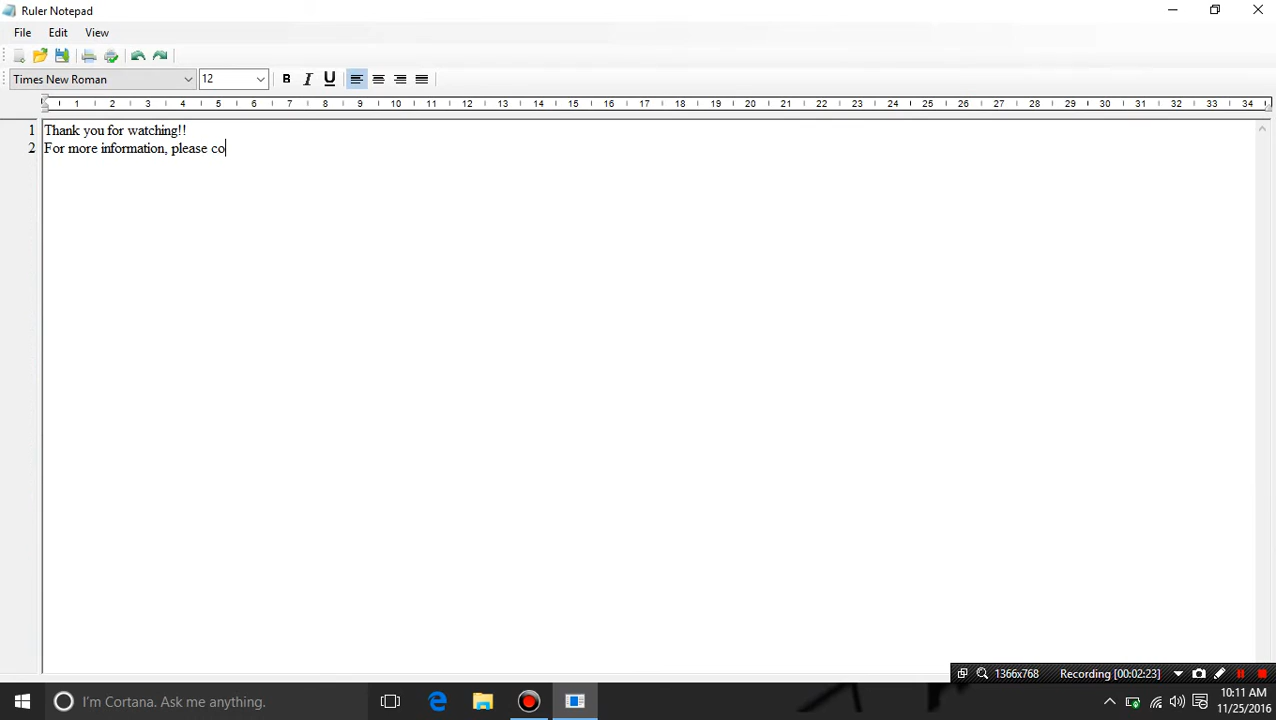 Ruler Notepad
File Edit View
Times New Roman 12 B I U
1 2 3 4 5 6 7 8 9 10 11 12 13 14 15 16 17 18 19 20 21 22 23 24 25 26 27 28 29 30 31 32 33 34
1 Thank you for watching!!
2 For more information, please co
1366x768 Recording [00:02:23]
I'm Cortana. Ask me anything.
10:11 AM
11/25/2016